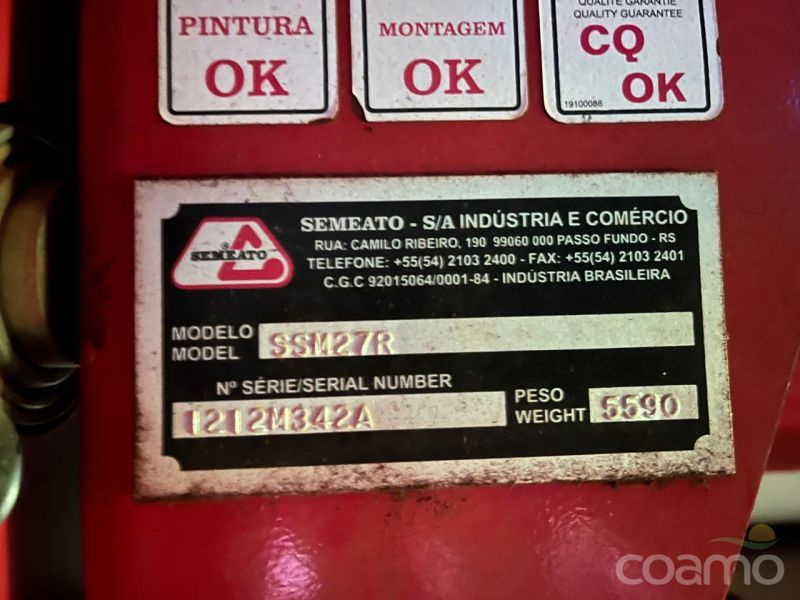 PINTURA
OK
MONTAGEM
OK
QUALITY GUARANTEE
CQ
OK
19100086
SEMEATO
SEMEATO - S/A INDÚSTRIA E COMÉRCIO
RUA: CAMILO RIBEIRO, 190 99060 000 PASSO FUNDO - RS
TELEFONE: +55(54) 2103 2400 - FAX: +55(54) 2103 2401
C.G.C 92015064/0001-84 - INDÚSTRIA BRASILEIRA
MODELO
MODEL
SSM27R
Nº SÉRIE/SERIAL NUMBER
1212M342A
PESO
WEIGHT
5590
coamo